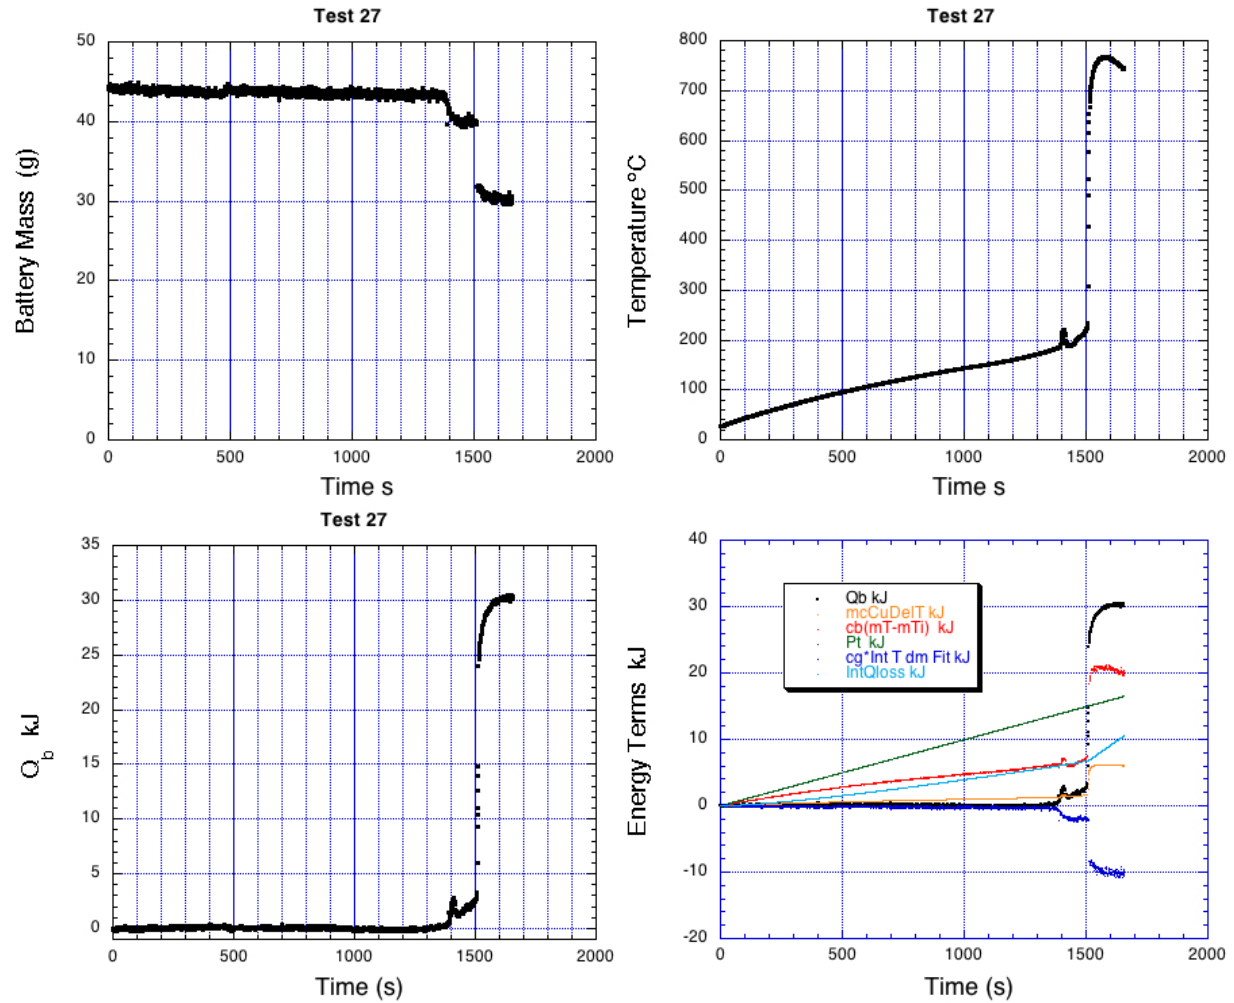 Test 27
50
40
30
20
10
0
0 500 1000 1500 2000
Battery Mass (g)
Time s
Test 27
800
700
600
500
400
300
200
100
0
0 500 1000 1500 2000
Temperature ºC
Time s
Test 27
35
30
25
20
15
10
5
0
0 500 1000 1500 2000
Qb kJ
Time (s)
40
30
20
10
0
-10
-20
0 500 1000 1500 2000
Energy Terms kJ
Time (s)
Qb kJ
mcCuDelT kJ
cb(mT-mTi) kJ
Pt kJ
cg*Int T dm Fit kJ
IntQloss kJ